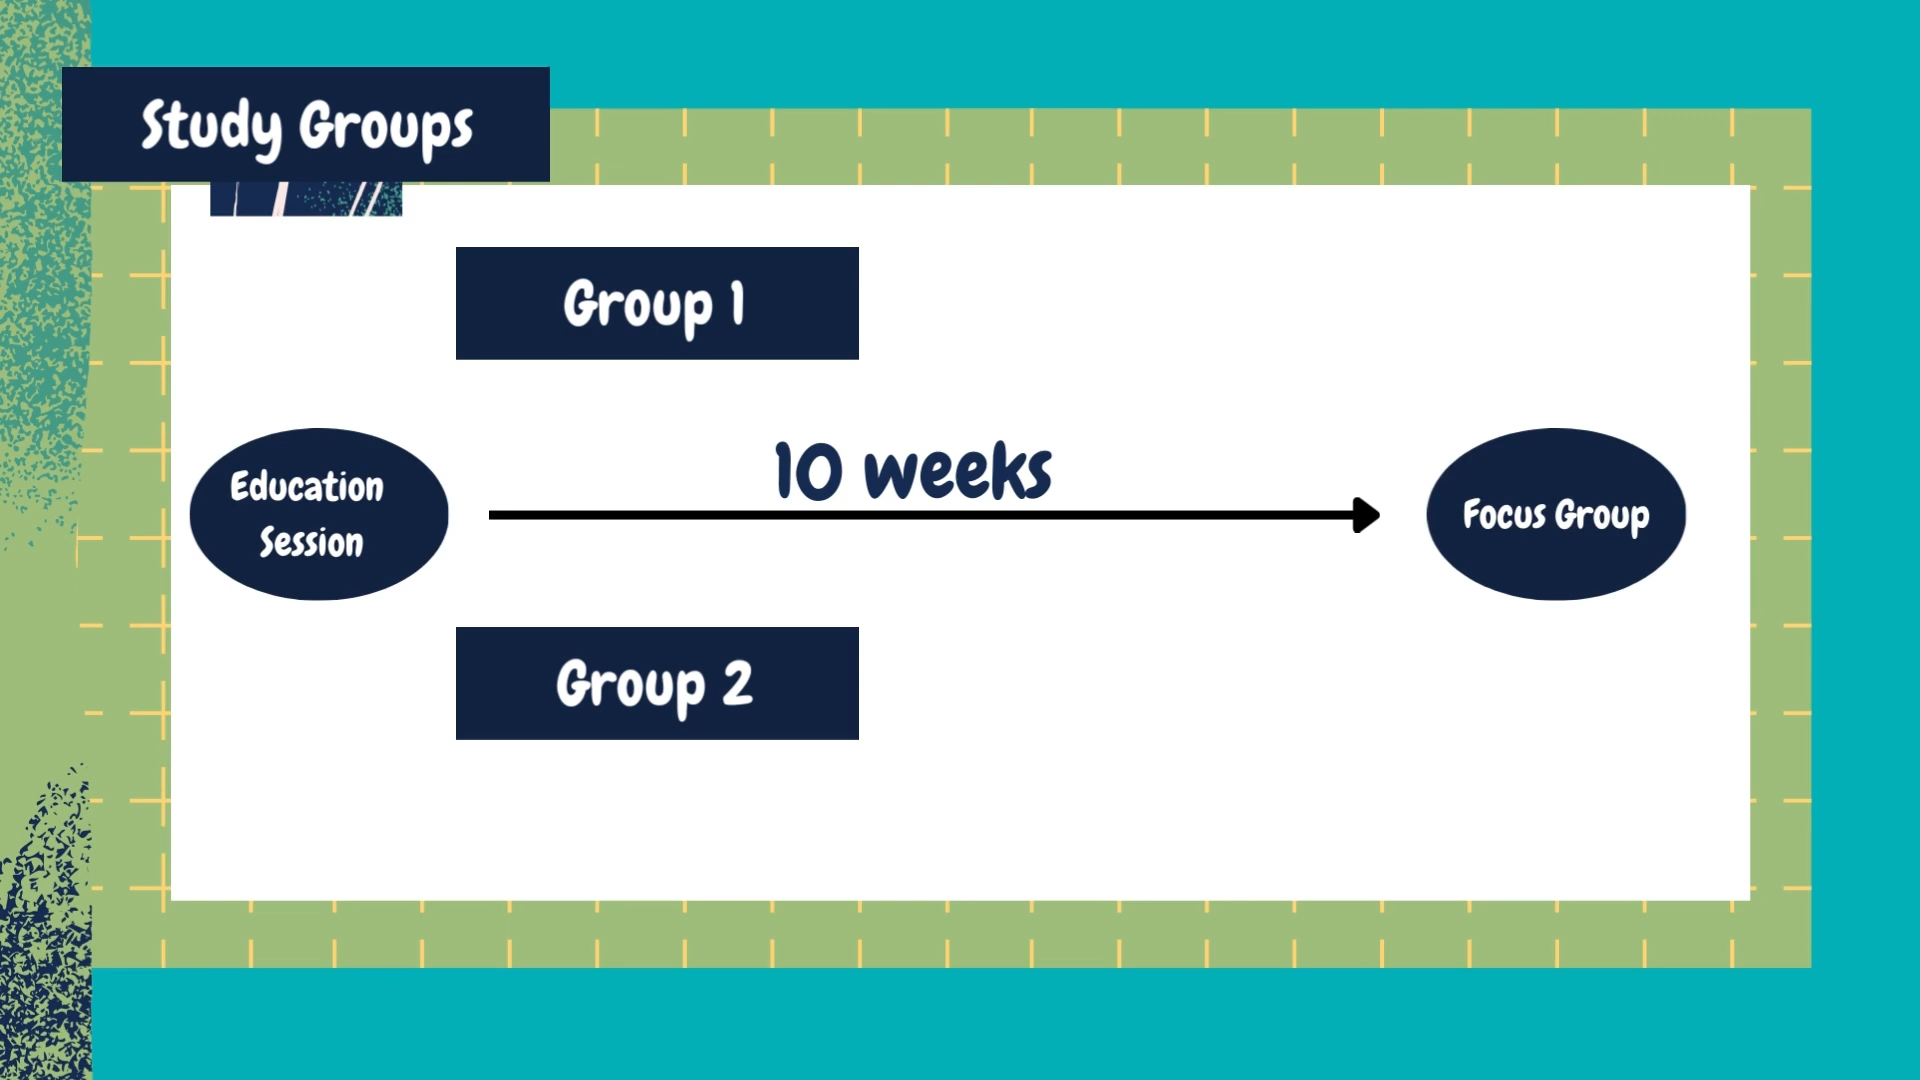 Study Groups
Group 1
10 weeks
Education
Session
Focus Group
Group 2